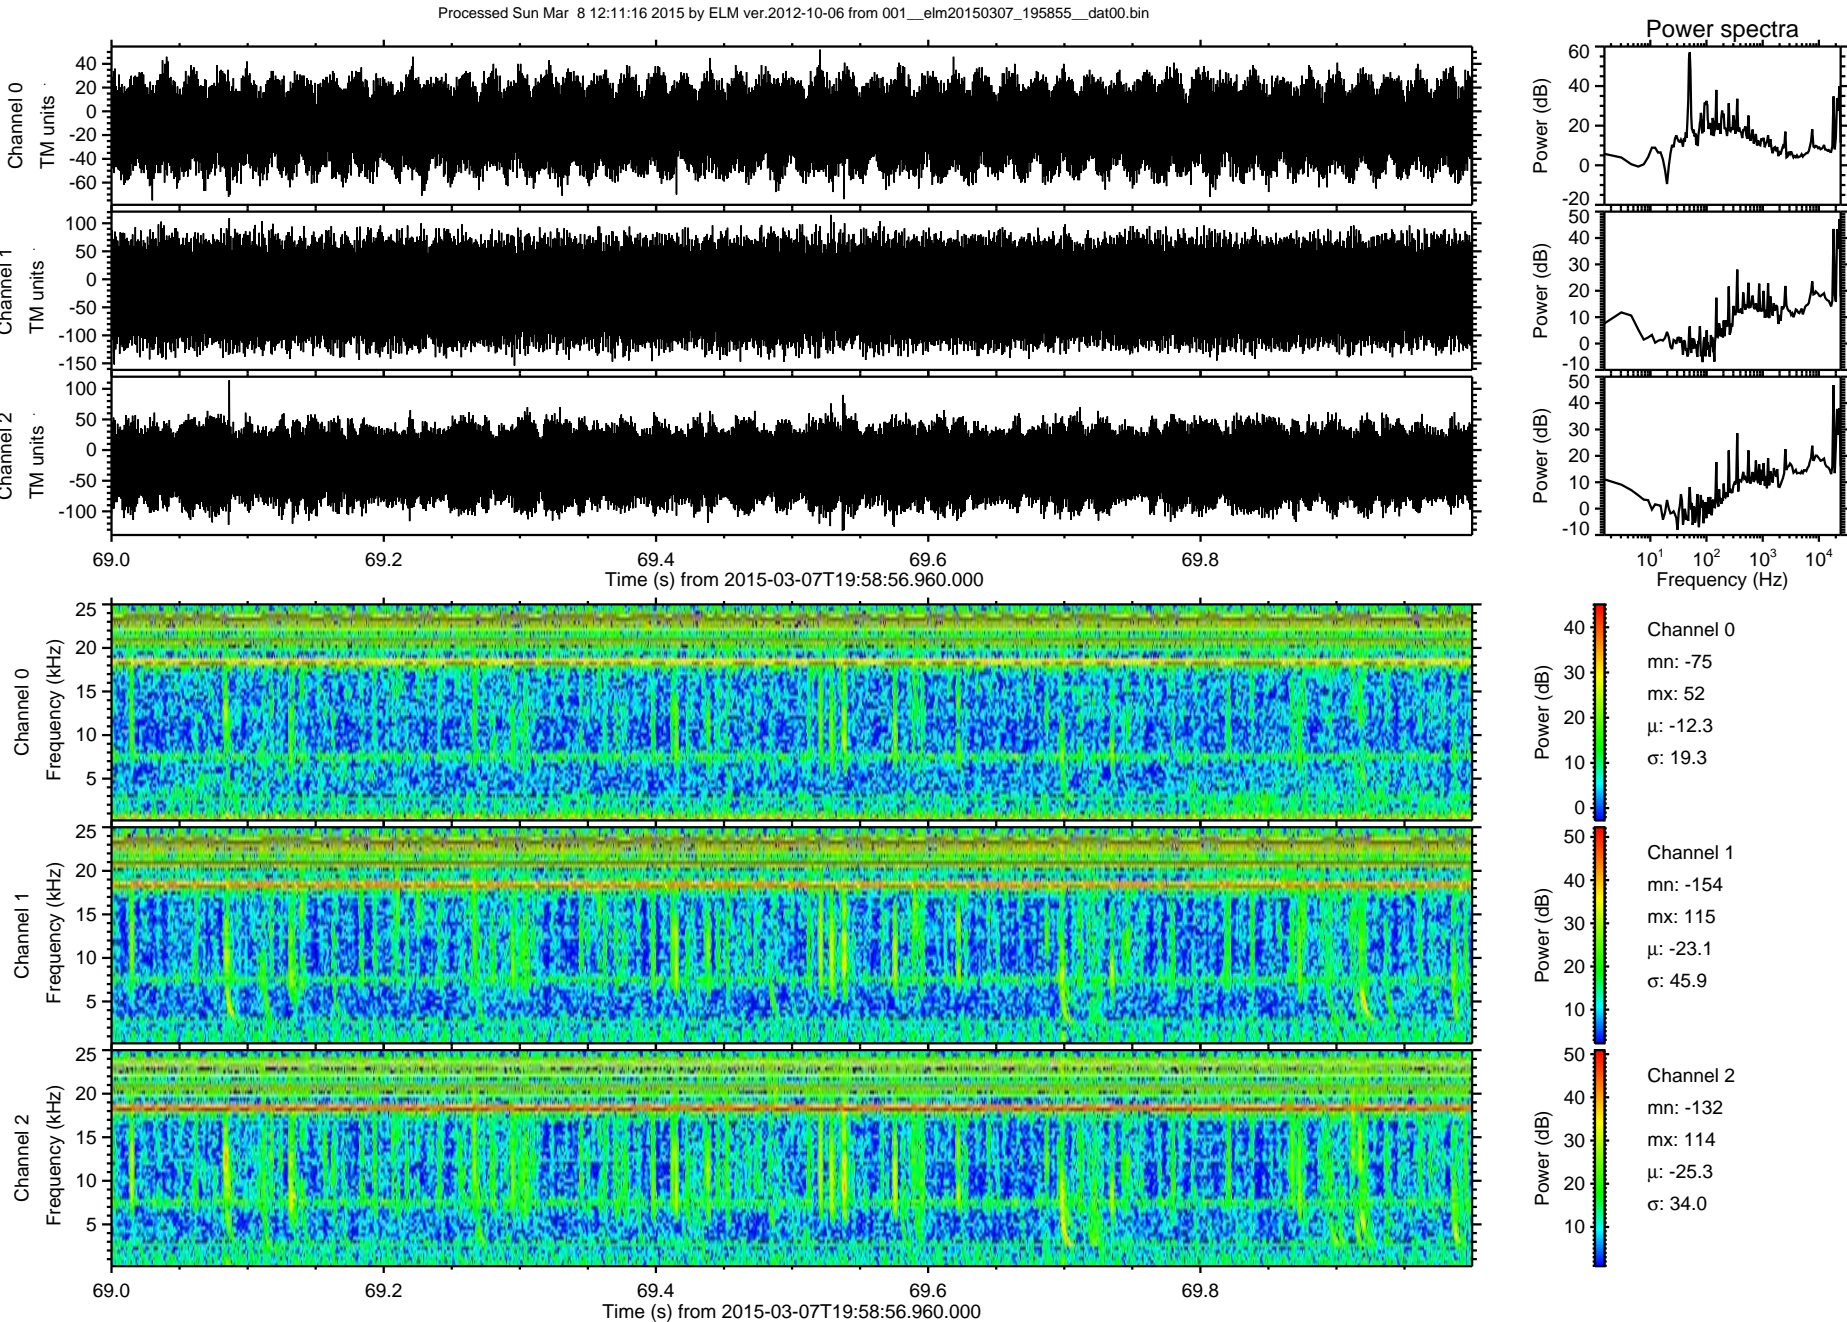 Processed Sun Mar 8 12:11:16 2015 by ELM ver.2012-10-06 from 001__elm20150307_195855__dat00.bin
Power spectra
Channel 0
TM units
40
20
0
-20
-40
-60
Power (dB)
60
40
20
0
-20
Channel 1
TM units
100
50
0
-50
-100
-150
Power (dB)
50
40
30
20
10
0
-10
Channel 2
TM units
100
50
0
-50
-100
Power (dB)
50
40
30
20
10
0
-10
69.0 69.2 69.4 69.6 69.8
Time (s) from 2015-03-07T19:58:56.960.000
10^1 10^2 10^3 10^4
Frequency (Hz)
Channel 0
Frequency (kHz)
25
20
15
10
5
Power (dB)
40
30
20
10
0
Channel 0
mn: -75
mx: 52
μ: -12.3
σ: 19.3
Channel 1
Frequency (kHz)
25
20
15
10
5
Power (dB)
50
40
30
20
10
Channel 1
mn: -154
mx: 115
μ: -23.1
σ: 45.9
Channel 2
Frequency (kHz)
25
20
15
10
5
Power (dB)
50
40
30
20
10
Channel 2
mn: -132
mx: 114
μ: -25.3
σ: 34.0
69.0 69.2 69.4 69.6 69.8
Time (s) from 2015-03-07T19:58:56.960.000